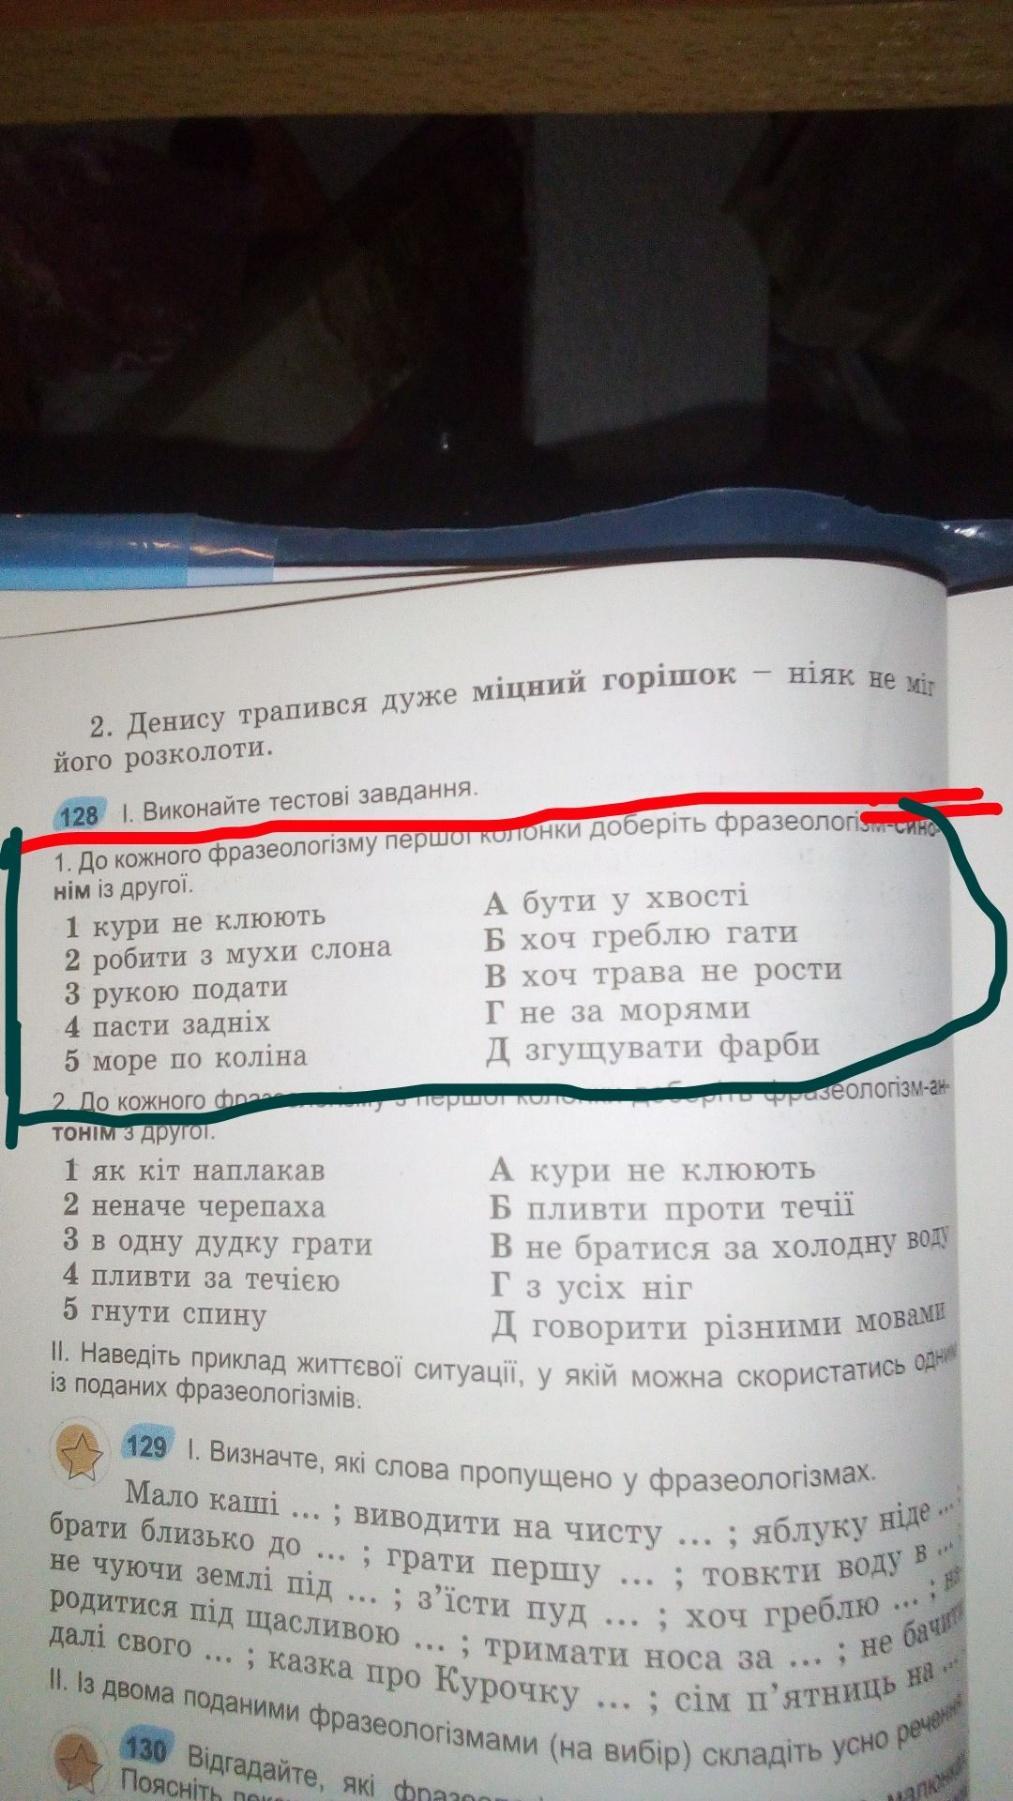 2. Денису трапився дуже міцний горішок – ніяк не міг
його розколоти.
128 І. Виконайте тестові завдання.
1. До кожного фразеологізму першої колонки доберіть фразеологізм-сино-
нім із другої.
1 кури не клюють
2 робити з мухи слона
3 рукою подати
4 пасти задніх
5 море по коліна
А бути у хвості
Б хоч греблю гати
В хоч трава не рости
Г не за морями
Д згущувати фарби
2. До кожного фразеологізму з першої колонки доберіть фразеологізм-ан-
тонім з другої.
1 як кіт наплакав
2 неначе черепаха
3 в одну дудку грати
4 пливти за течією
5 гнути спину
А кури не клюють
Б пливти проти течії
В не братися за холодну воду
Г з усіх ніг
Д говорити різними мовами
ІІ. Наведіть приклад життєвої ситуації, у якій можна скористатись одним
із поданих фразеологізмів.
129 І. Визначте, які слова пропущено у фразеологізмах.
Мало каші ... ; виводити на чисту ... ; яблуку ніде ... ;
брати близько до ... ; грати першу ... ; товкти воду в ...
не чуючи землі під ... ; з’їсти пуд ... ; хоч греблю ... ; на-
родитися під щасливою ... ; тримати носа за ... ; не бачити
далі свого ... ; казка про Курочку ... ; сім п’ятниць на ...
ІІ. Із двома поданими фразеологізмами (на вибір) складіть усно речення
130 Відгадайте, які
Поясніть